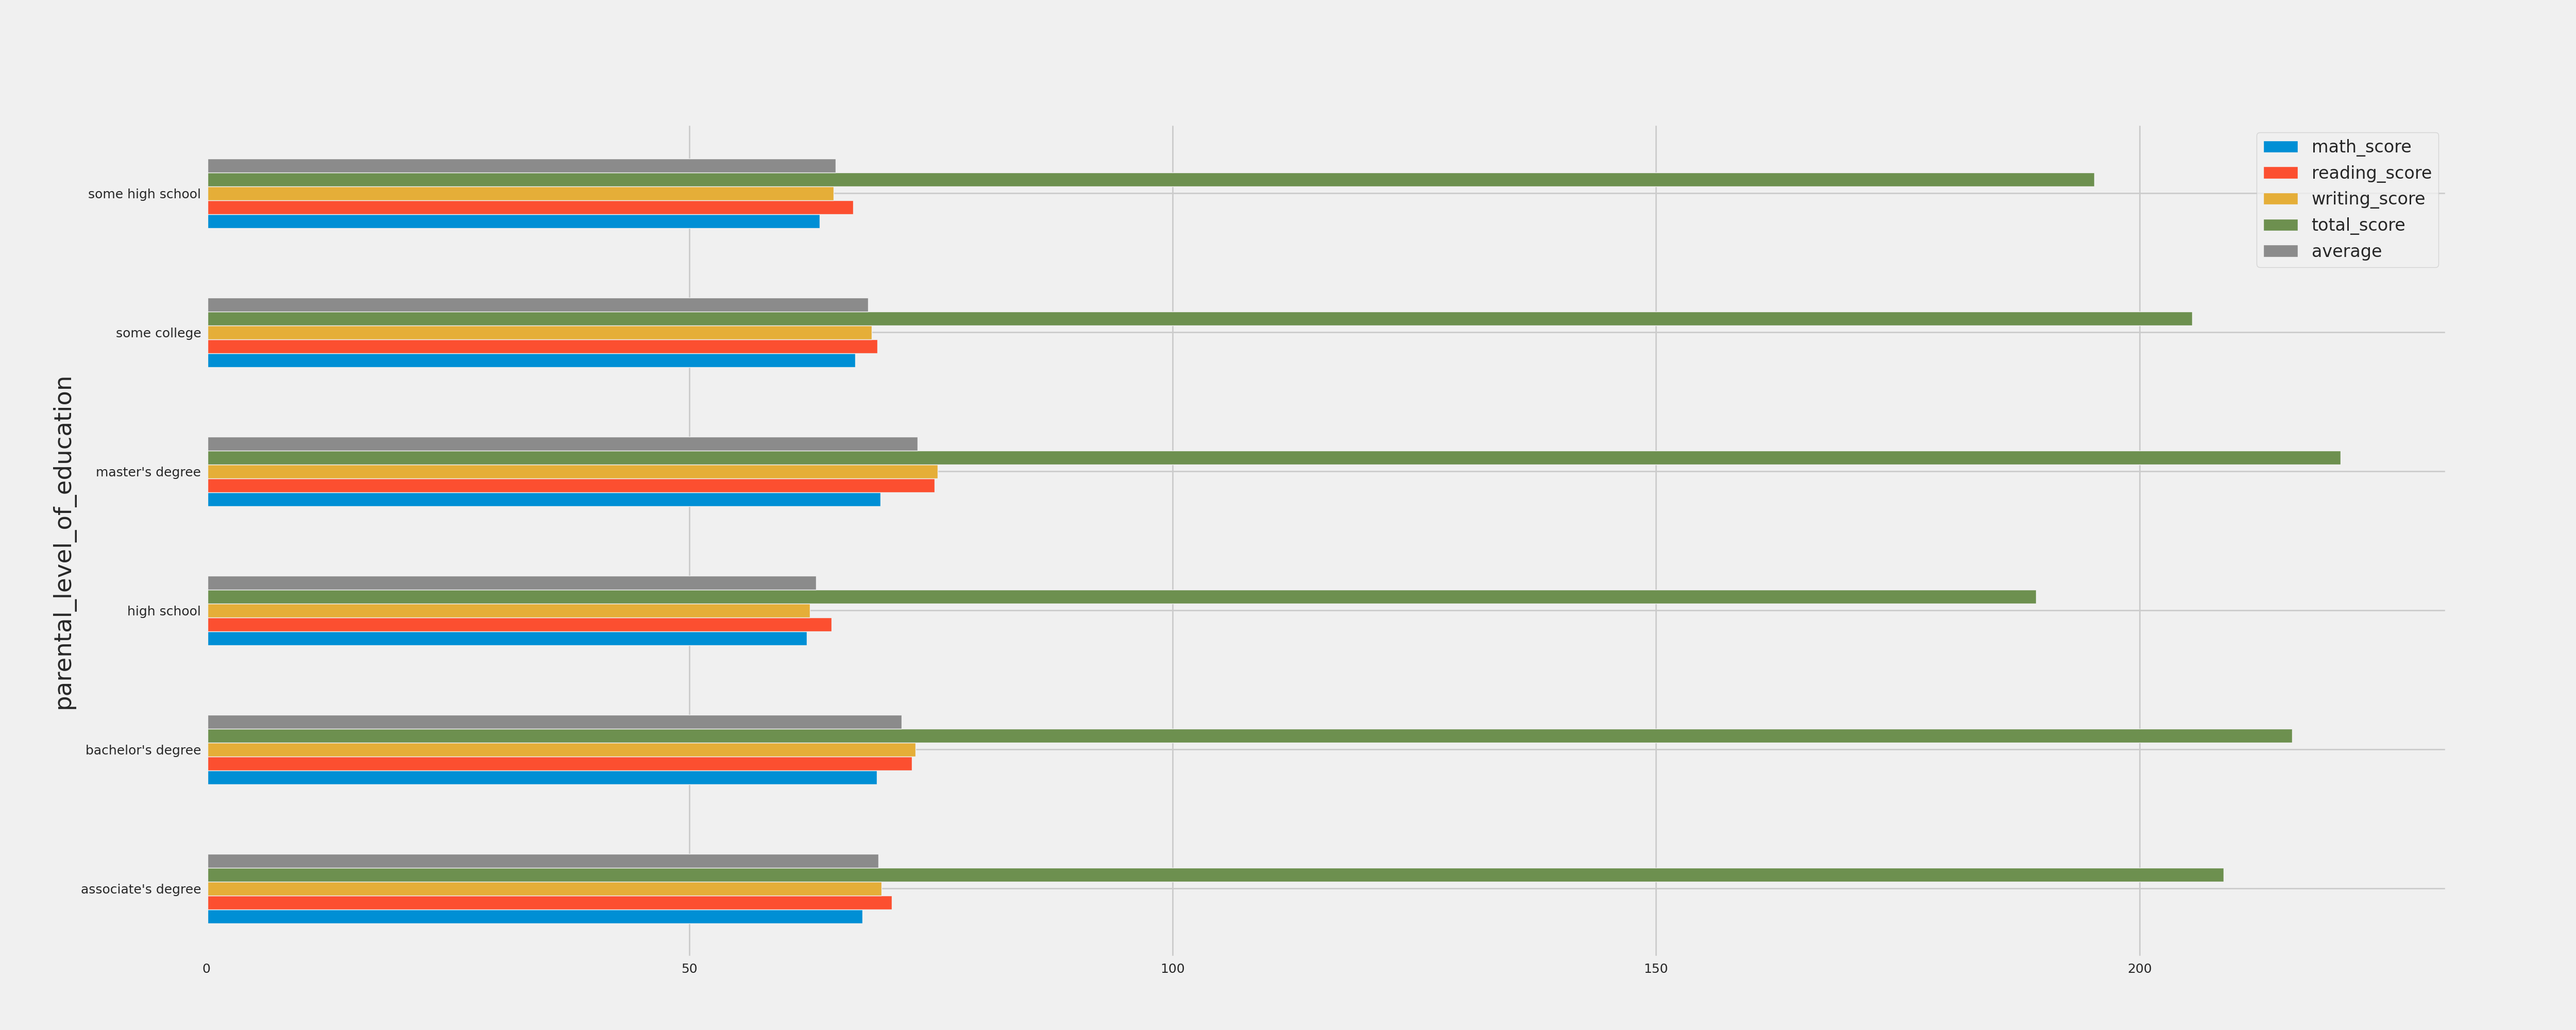 math_score
reading_score
writing_score
total_score
average
parental_level_of_education
some high school
some college
master's degree
high school
bachelor's degree
associate's degree
0 50 100 150 200